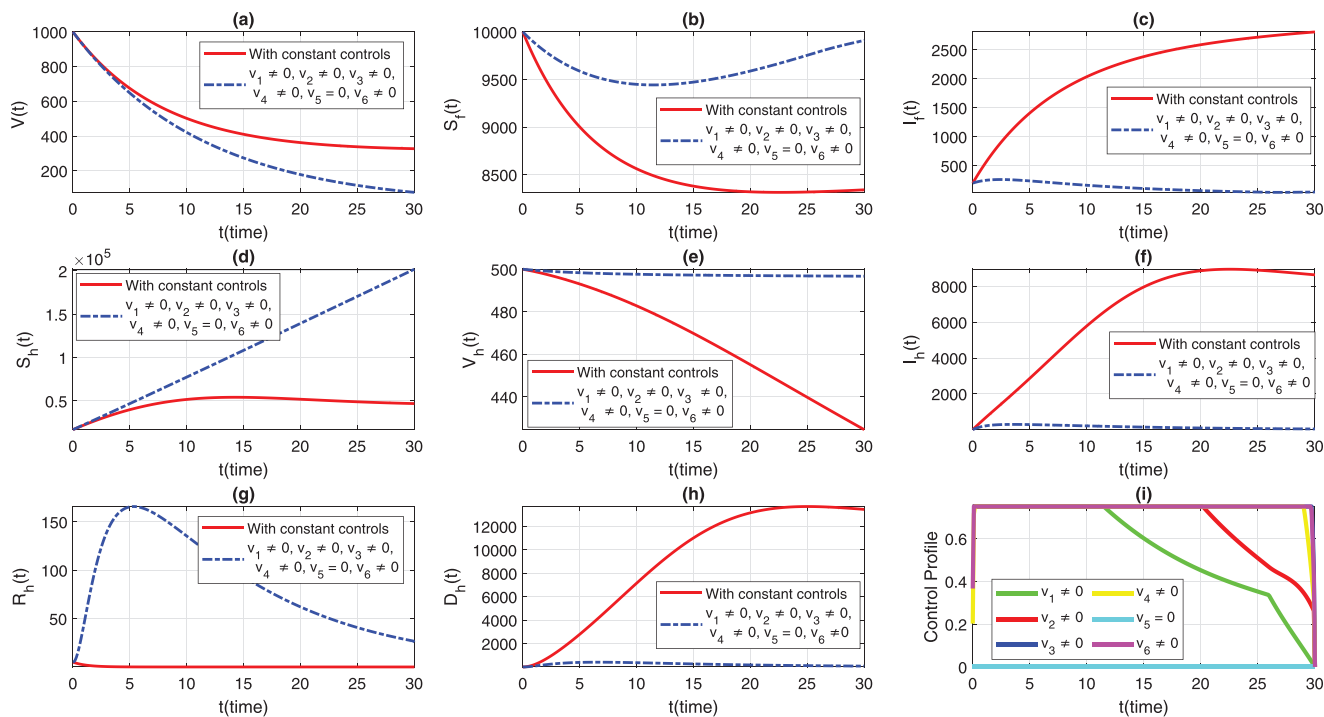 (a)
V(t)
1000
800
600
400
200
With constant controls
v1 ≠ 0, v2 ≠ 0, v3 ≠ 0,
v4 ≠ 0, v5 = 0, v6 ≠ 0
0 5 10 15 20 25 30
t(time)
(b)
Sf(t)
10000
9500
9000
8500
With constant controls
v1 ≠ 0, v2 ≠ 0, v3 ≠ 0,
v4 ≠ 0, v5 = 0, v6 ≠ 0
0 5 10 15 20 25 30
t(time)
(c)
If(t)
2500
2000
1500
1000
500
With constant controls
v1 ≠ 0, v2 ≠ 0, v3 ≠ 0,
v4 ≠ 0, v5 = 0, v6 ≠ 0
0 5 10 15 20 25 30
t(time)
(d)
×10^5
Sh(t)
2
1.5
1
0.5
With constant controls
v1 ≠ 0, v2 ≠ 0, v3 ≠ 0,
v4 ≠ 0, v5 = 0, v6 ≠ 0
0 5 10 15 20 25 30
t(time)
(e)
Vh(t)
500
480
460
440
With constant controls
v1 ≠ 0, v2 ≠ 0, v3 ≠ 0,
v4 ≠ 0, v5 = 0, v6 ≠ 0
0 5 10 15 20 25 30
t(time)
(f)
Ih(t)
8000
6000
4000
2000
With constant controls
v1 ≠ 0, v2 ≠ 0, v3 ≠ 0,
v4 ≠ 0, v5 = 0, v6 ≠ 0
0 5 10 15 20 25 30
t(time)
(g)
Rh(t)
150
100
50
With constant controls
v1 ≠ 0, v2 ≠ 0, v3 ≠ 0,
v4 ≠ 0, v5 = 0, v6 ≠ 0
0 5 10 15 20 25 30
t(time)
(h)
Dh(t)
12000
10000
8000
6000
4000
2000
With constant controls
v1 ≠ 0, v2 ≠ 0, v3 ≠ 0,
v4 ≠ 0, v5 = 0, v6 ≠0
0 5 10 15 20 25 30
t(time)
(i)
Control Profile
0.6
0.4
0.2
0
v1 ≠ 0 v4 ≠ 0
v2 ≠ 0 v5 = 0
v3 ≠ 0 v6 ≠ 0
0 5 10 15 20 25 30
t(time)